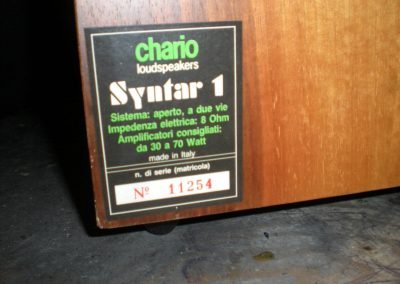 chario
loudspeakers
Syntar 1
Sistema: aperto, a due vie
Impedenza elettrica: 8 Ohm
Amplificatori consigliati:
da 30 a 70 Watt
made in Italy
n. di serie (matricola)
Nº 11254